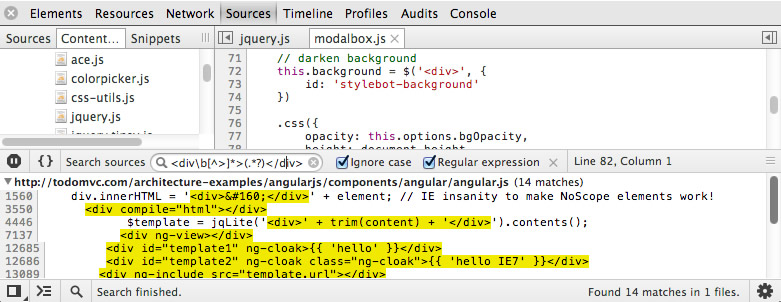 Elements Resources Network Sources Timeline Profiles Audits Console
Sources Content... Snippets jquery.js modalbox.js
ace.js
colorpicker.js
css-utils.js
jquery.js
71 // darken background
72 this.background = $('<div>', {
73 id: 'stylebot-background'
74 })
75
76 .css({
77 opacity: this.options.bgOpacity,
height: document.height
{} Search sources <div\b[^>]*>(.*?)</div> Ignore case Regular expression Line 82, Column 1
http://todomvc.com/architecture-examples/angularjs/components/angular/angular.js (14 matches)
1560 div.innerHTML = '<div>&#160;</div>' + element; // IE insanity to make NoScope elements work!
3550 <div compile="html"></div>
4446 $template = jqLite('<div>' + trim(content) + '</div>').contents();
7137 <div ng-view></div>
12685 <div id="template1" ng-cloak>{{ 'hello' }}</div>
12686 <div id="template2" ng-cloak class="ng-cloak">{{ 'hello IE7' }}</div>
13089 <div ng-include src="template.url"></div>
Search finished. Found 14 matches in 1 files.